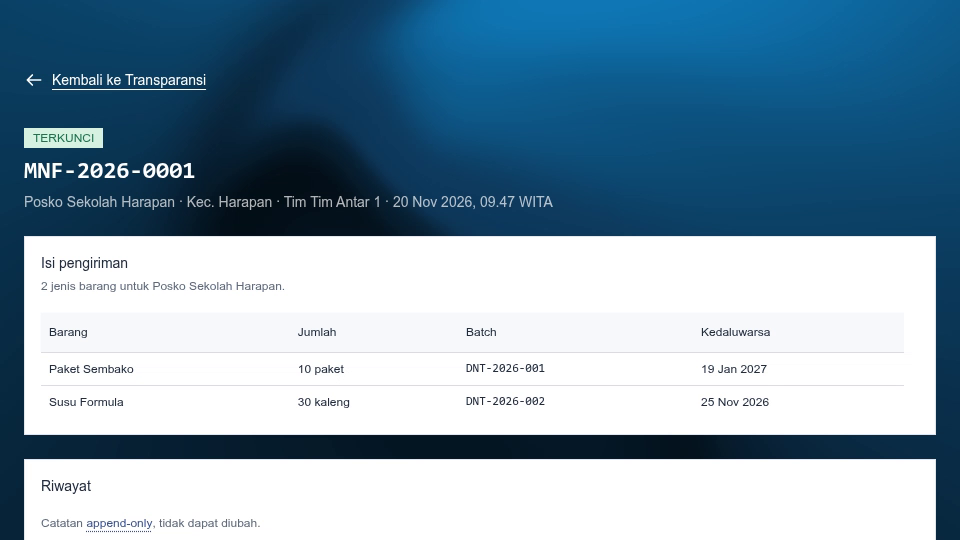 Kembali ke Transparansi
TERKUNCI
MNF-2026-0001
Posko Sekolah Harapan · Kec. Harapan · Tim Tim Antar 1 · 20 Nov 2026, 09.47 WITA
Isi pengiriman
2 jenis barang untuk Posko Sekolah Harapan.
Barang Jumlah Batch Kedaluwarsa
Paket Sembako 10 paket DNT-2026-001 19 Jan 2027
Susu Formula 30 kaleng DNT-2026-002 25 Nov 2026
Riwayat
Catatan append-only, tidak dapat diubah.